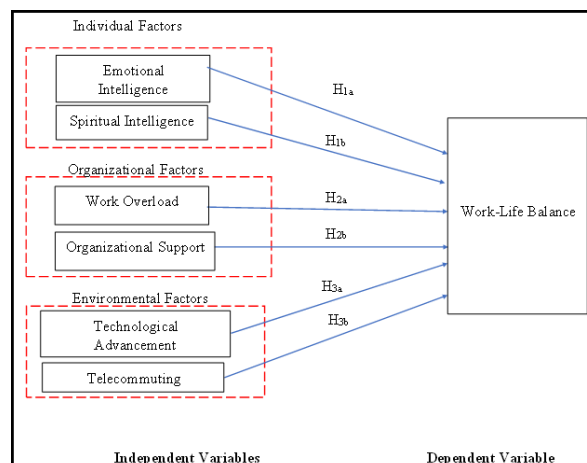 Individual Factors
Emotional
Intelligence
H1a
Spiritual Intelligence
H1b
Organizational Factors
Work Overload
H2a
Work-Life Balance
Organizational Support
H2b
Environmental Factors
H3a
Technological
Advancement
H3b
Telecommuting
Independent Variables
Dependent Variable